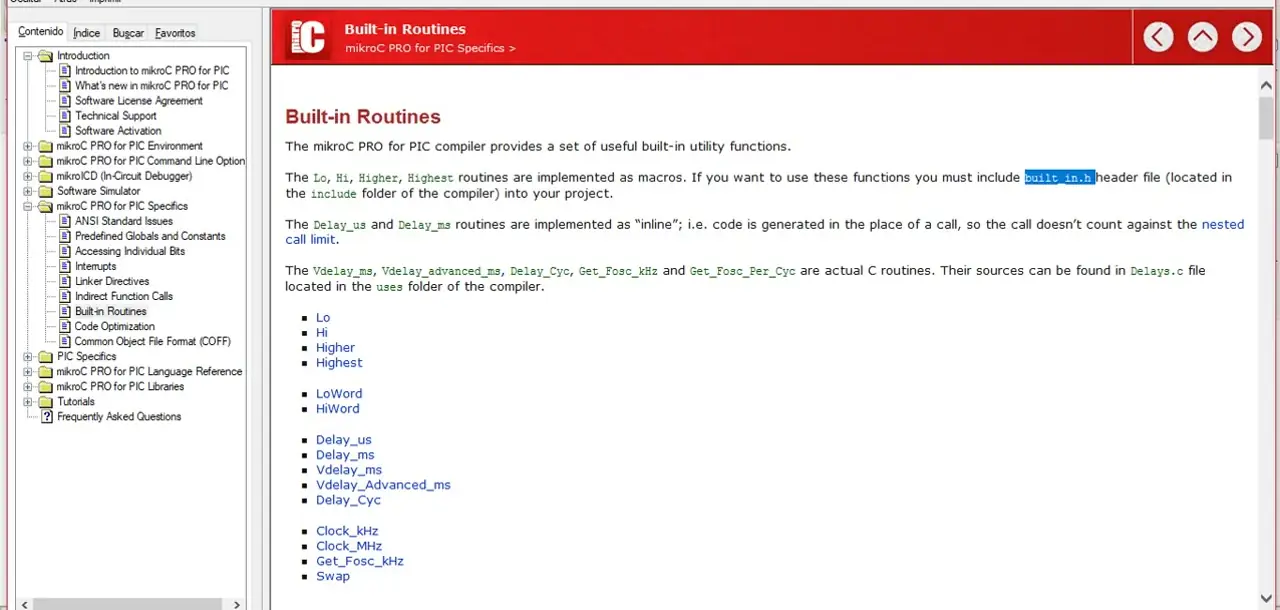 Ocultar Atrás Imprimir
Contenido Índice Buscar Favoritos
Introduction
Introduction to mikroC PRO for PIC
What's new in mikroC PRO for PIC
Software License Agreement
Technical Support
Software Activation
mikroC PRO for PIC Environment
mikroC PRO for PIC Command Line Option
mikroICD (In-Circuit Debugger)
Software Simulator
mikroC PRO for PIC Specifics
ANSI Standard Issues
Predefined Globals and Constants
Accessing Individual Bits
Interrupts
Linker Directives
Indirect Function Calls
Built-in Routines
Code Optimization
Common Object File Format (COFF)
PIC Specifics
mikroC PRO for PIC Language Reference
mikroC PRO for PIC Libraries
Tutorials
Frequently Asked Questions
Built-in Routines
mikroC PRO for PIC Specifics >
Built-in Routines
The mikroC PRO for PIC compiler provides a set of useful built-in utility functions.
The Lo, Hi, Higher, Highest routines are implemented as macros. If you want to use these functions you must include built_in.h header file (located in
the include folder of the compiler) into your project.
The Delay_us and Delay_ms routines are implemented as “inline”; i.e. code is generated in the place of a call, so the call doesn’t count against the nested
call limit.
The Vdelay_ms, Vdelay_advanced_ms, Delay_Cyc, Get_Fosc_kHz and Get_Fosc_Per_Cyc are actual C routines. Their sources can be found in Delays.c file
located in the uses folder of the compiler.
Lo
Hi
Higher
Highest
LoWord
HiWord
Delay_us
Delay_ms
Vdelay_ms
Vdelay_Advanced_ms
Delay_Cyc
Clock_kHz
Clock_MHz
Get_Fosc_kHz
Swap